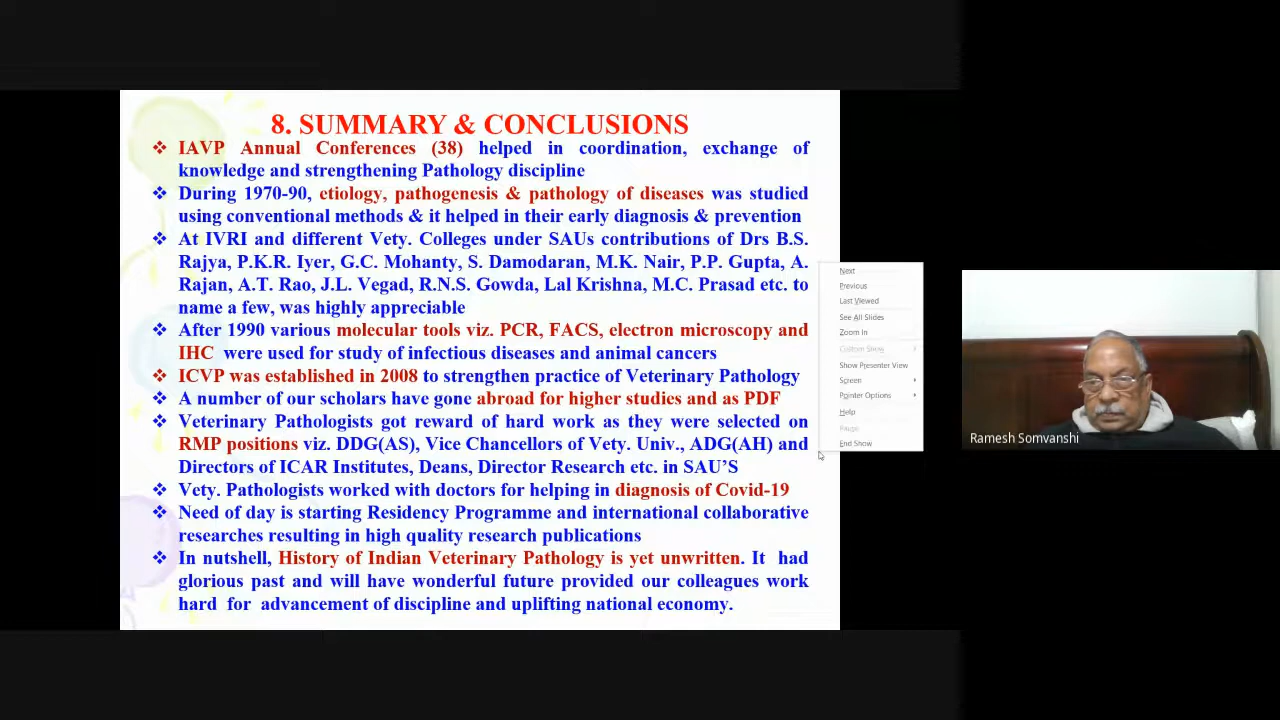 8. SUMMARY & CONCLUSIONS
❖ IAVP Annual Conferences (38) helped in coordination, exchange of
knowledge and strengthening Pathology discipline
❖ During 1970-90, etiology, pathogenesis & pathology of diseases was studied
using conventional methods & it helped in their early diagnosis & prevention
❖ At IVRI and different Vety. Colleges under SAUs contributions of Drs B.S.
Rajya, P.K.R. Iyer, G.C. Mohanty, S. Damodaran, M.K. Nair, P.P. Gupta, A.
Rajan, A.T. Rao, J.L. Vegad, R.N.S. Gowda, Lal Krishna, M.C. Prasad etc. to
name a few, was highly appreciable
❖ After 1990 various molecular tools viz. PCR, FACS, electron microscopy and
IHC were used for study of infectious diseases and animal cancers
❖ ICVP was established in 2008 to strengthen practice of Veterinary Pathology
❖ A number of our scholars have gone abroad for higher studies and as PDF
❖ Veterinary Pathologists got reward of hard work as they were selected on
RMP positions viz. DDG(AS), Vice Chancellors of Vety. Univ., ADG(AH) and
Directors of ICAR Institutes, Deans, Director Research etc. in SAU'S
❖ Vety. Pathologists worked with doctors for helping in diagnosis of Covid-19
❖ Need of day is starting Residency Programme and international collaborative
researches resulting in high quality research publications
❖ In nutshell, History of Indian Veterinary Pathology is yet unwritten. It had
glorious past and will have wonderful future provided our colleagues work
hard for advancement of discipline and uplifting national economy.
Next
Previous
Last Viewed
See All Slides
Zoom In
Custom Show
Show Presenter View
Screen
Pointer Options
Help
Pause
End Show
Ramesh Somvanshi